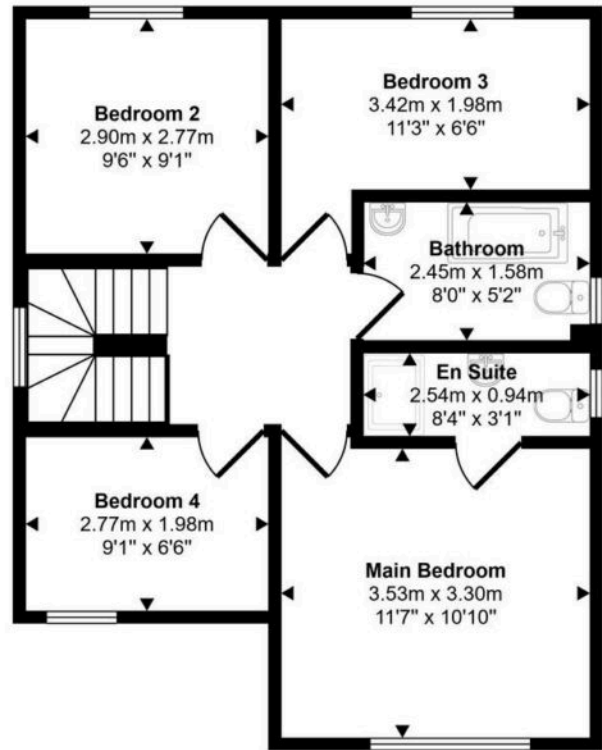 Bedroom 2
2.90m x 2.77m
9'6" x 9'1"
Bedroom 3
3.42m x 1.98m
11'3" x 6'6"
Bathroom
2.45m x 1.58m
8'0" x 5'2"
En Suite
2.54m x 0.94m
8'4" x 3'1"
Bedroom 4
2.77m x 1.98m
9'1" x 6'6"
Main Bedroom
3.53m x 3.30m
11'7" x 10'10"